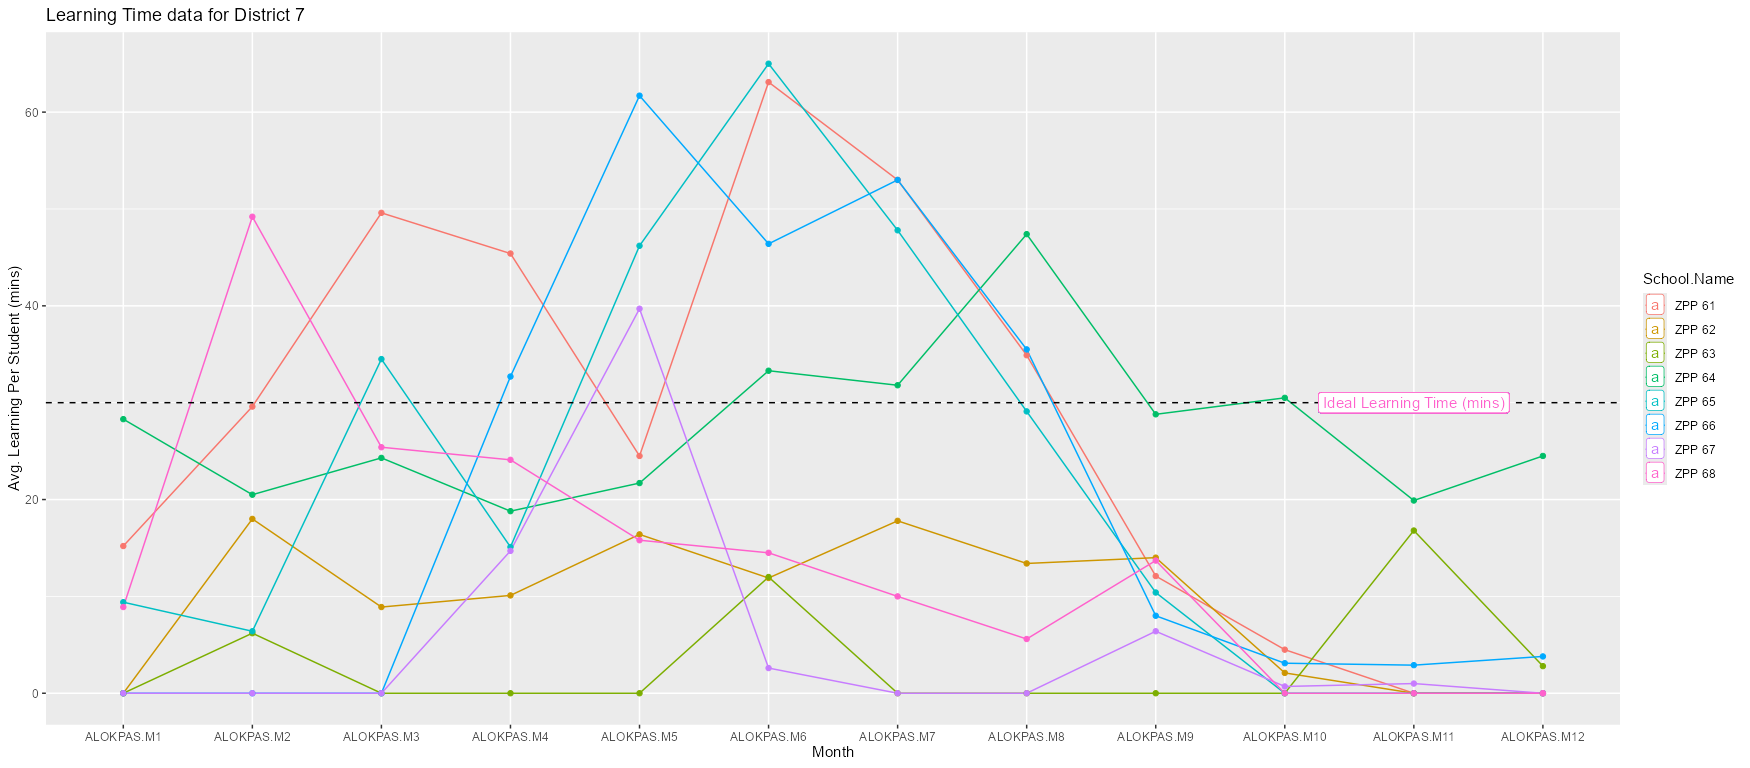 Learning Time data for District 7
Avg. Learning Per Student (mins)
60
40
20
0
Ideal Learning Time (mins)
ALOKPAS.M1 ALOKPAS.M2 ALOKPAS.M3 ALOKPAS.M4 ALOKPAS.M5 ALOKPAS.M6 ALOKPAS.M7 ALOKPAS.M8 ALOKPAS.M9 ALOKPAS.M10 ALOKPAS.M11 ALOKPAS.M12
Month
School.Name
a ZPP 61
a ZPP 62
a ZPP 63
a ZPP 64
a ZPP 65
a ZPP 66
a ZPP 67
a ZPP 68